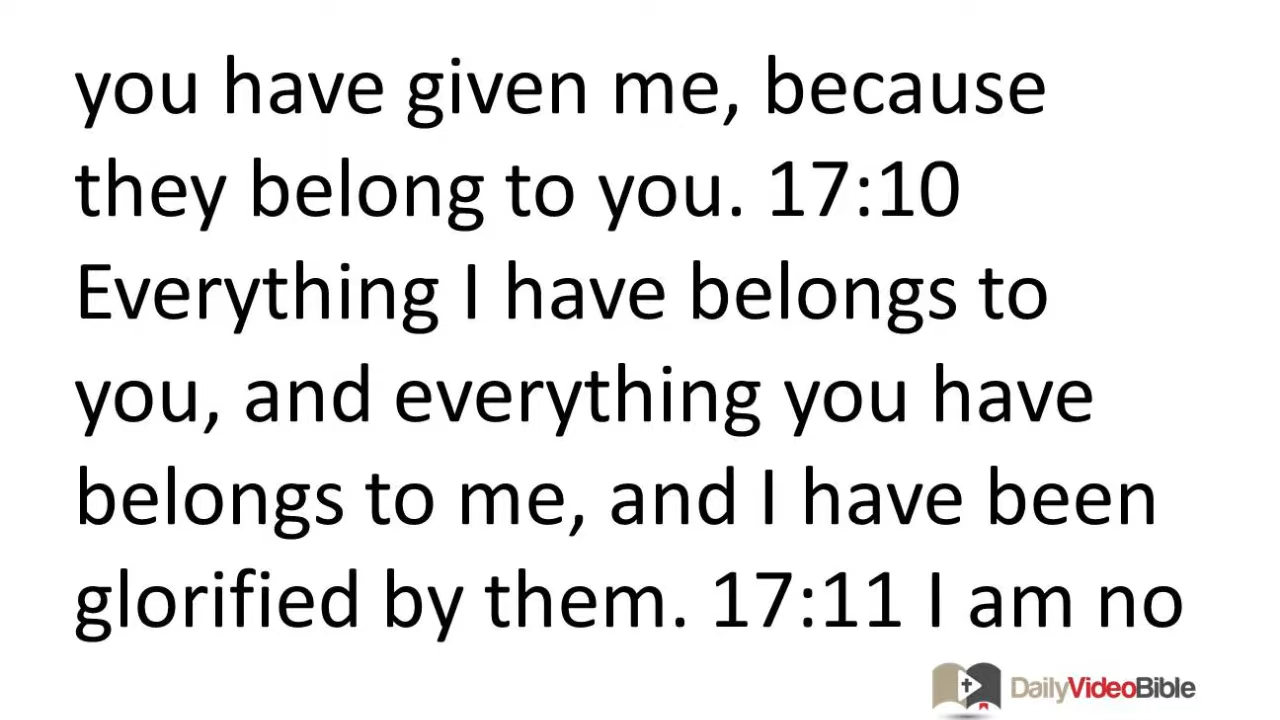 you have given me, because
they belong to you. 17:10
Everything I have belongs to
you, and everything you have
belongs to me, and I have been
glorified by them. 17:11 I am no
DailyVideoBible